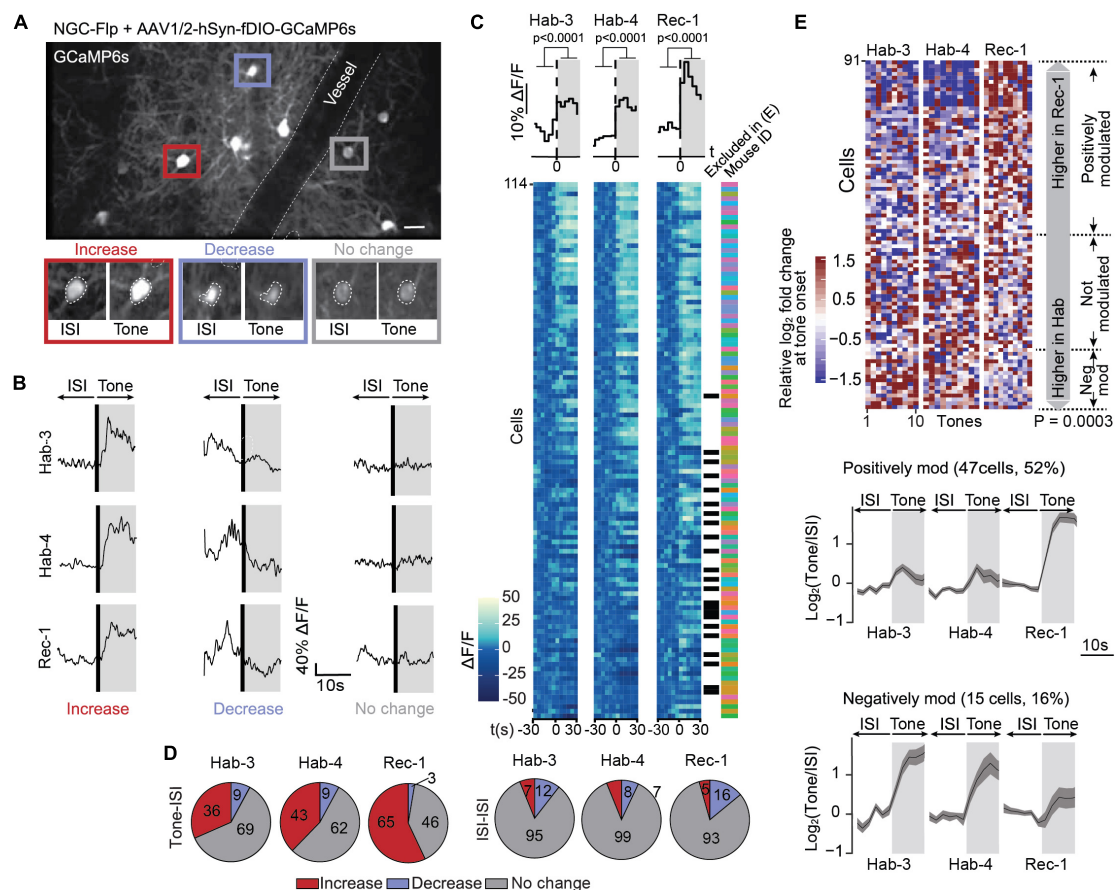 A
NGC-Flp + AAV1/2-hSyn-fDIO-GCaMP6s
GCaMP6s
Vessel
Increase Decrease No change
ISI Tone ISI Tone ISI Tone
B
ISI Tone ISI Tone ISI Tone
Hab-3
Hab-4
Rec-1
40% ΔF/F
10s
Increase Decrease No change
C
Hab-3 Hab-4 Rec-1
p<0.0001 p<0.0001 p<0.0001
10% ΔF/F
0 0 0
t
Excluded in (E)
Mouse ID
114
Cells
ΔF/F
50
25
0
-25
-50
t(s) -30 30 -30 30 -30 30
D
Hab-3 Hab-4 Rec-1 Hab-3 Hab-4 Rec-1
Tone-ISI
36 9 69
43 9 62
65 3 46
ISI-ISI
7 12 95
8 7 99
5 16 93
Increase Decrease No change
E
Hab-3 Hab-4 Rec-1
91
Cells
Relative log2 fold change
at tone onset
1.5
0.5
−0.5
−1.5
Higher in Rec-1
Higher in Hab
Positively
modulated
Not
modulated
Neg
mod
1 10 Tones P = 0.0003
Positively mod (47cells, 52%)
ISI Tone ISI Tone ISI Tone
Log2(Tone/ISI)
1
0
−1
Hab-3 Hab-4 Rec-1
10s
Negatively mod (15 cells, 16%)
ISI Tone ISI Tone ISI Tone
Log2(Tone/ISI)
1
0
−1
Hab-3 Hab-4 Rec-1